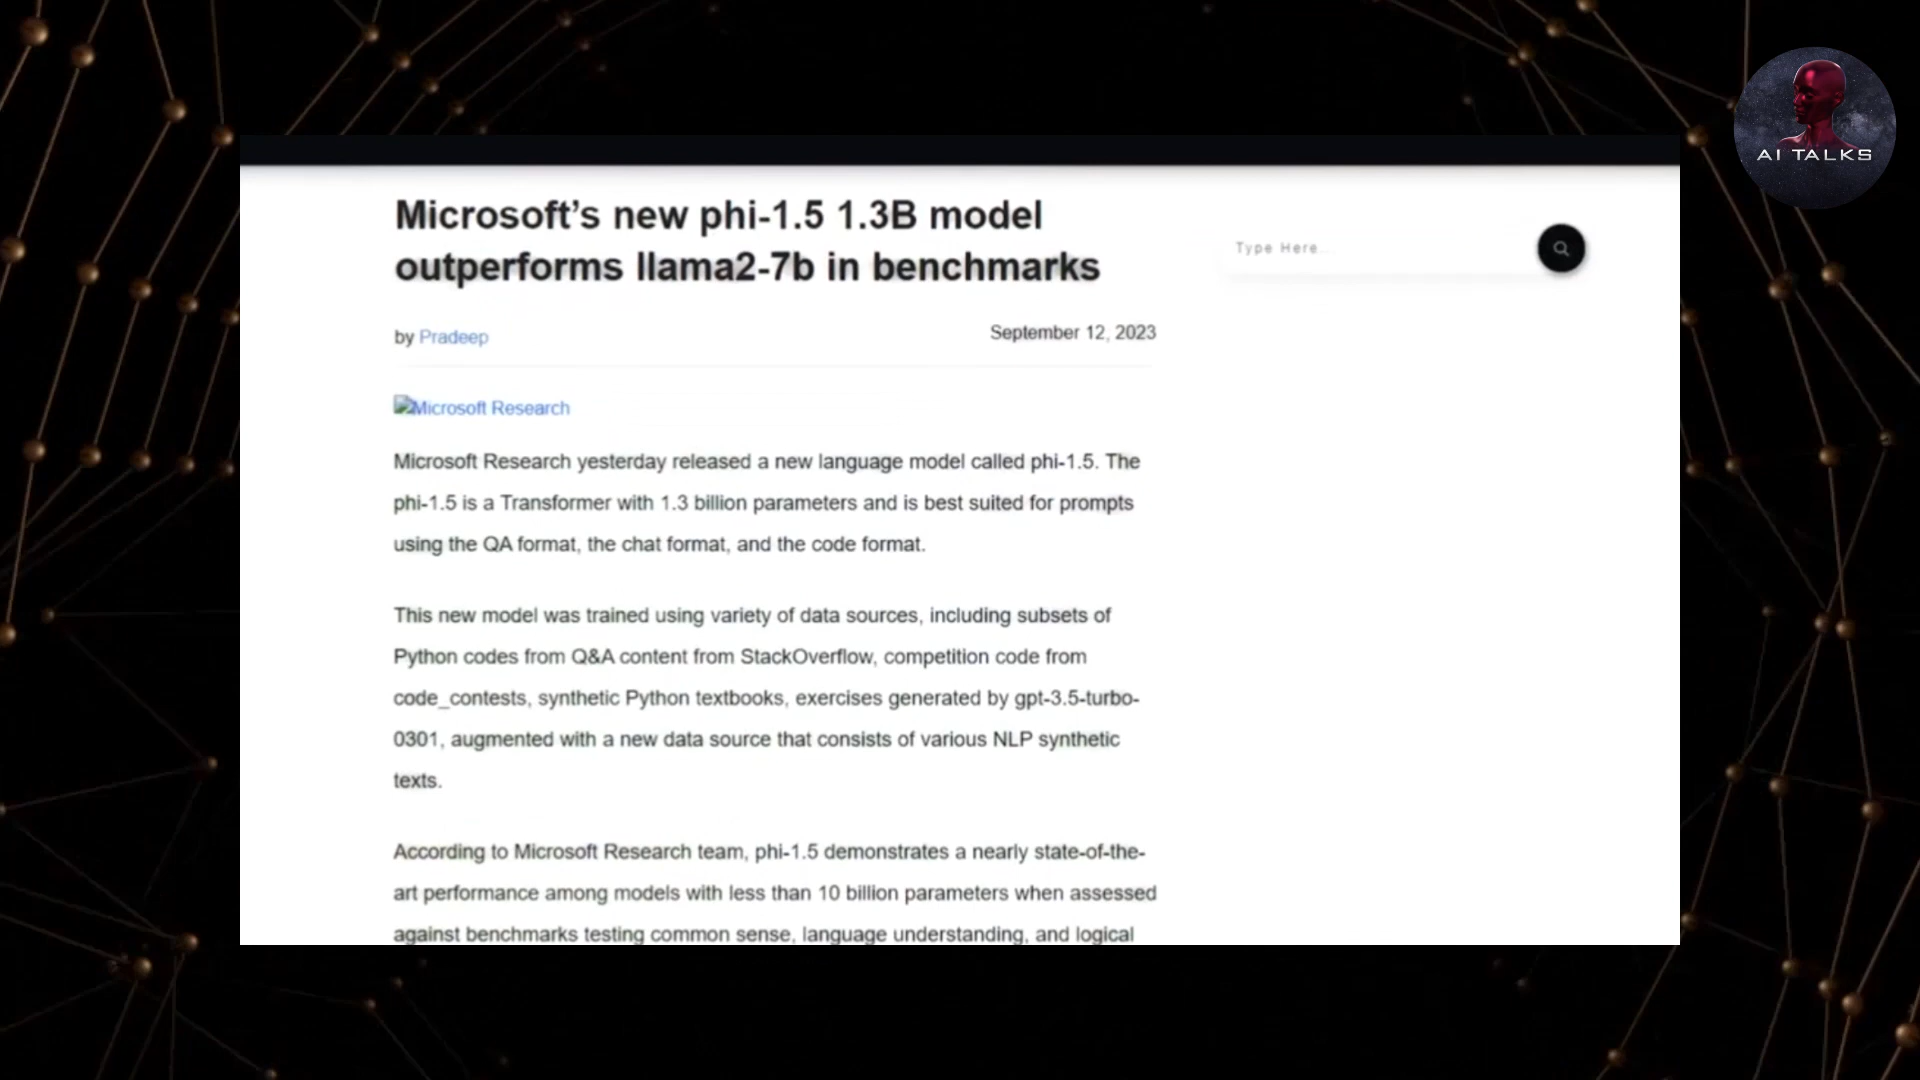 AI TALKS
Microsoft’s new phi-1.5 1.3B model
outperforms llama2-7b in benchmarks
Type Here...
by Pradeep
September 12, 2023
Microsoft Research
Microsoft Research yesterday released a new language model called phi-1.5. The
phi-1.5 is a Transformer with 1.3 billion parameters and is best suited for prompts
using the QA format, the chat format, and the code format.
This new model was trained using variety of data sources, including subsets of
Python codes from Q&A content from StackOverflow, competition code from
code_contests, synthetic Python textbooks, exercises generated by gpt-3.5-turbo-
0301, augmented with a new data source that consists of various NLP synthetic
texts.
According to Microsoft Research team, phi-1.5 demonstrates a nearly state-of-the-
art performance among models with less than 10 billion parameters when assessed
against benchmarks testing common sense, language understanding, and logical